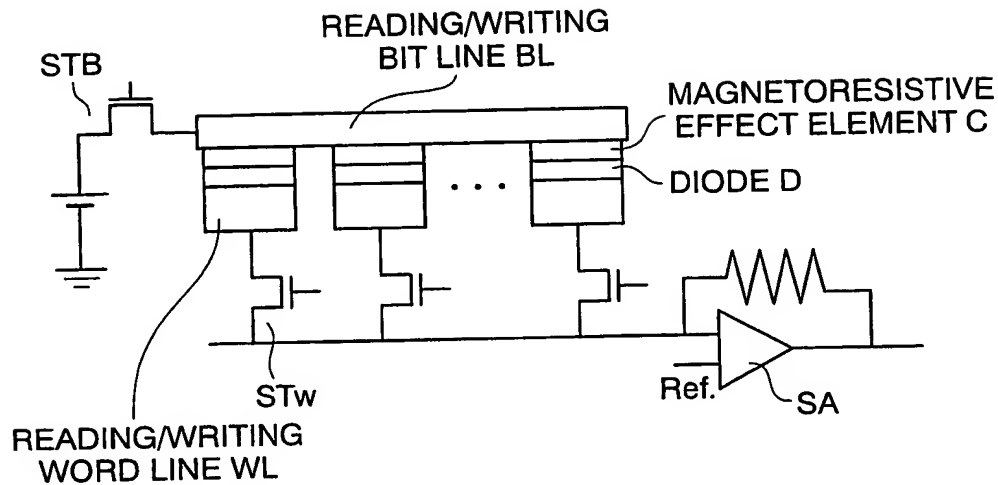 READING/WRITING
BIT LINE BL
STB
MAGNETORESISTIVE
EFFECT ELEMENT C
DIODE D
STw
Ref.
SA
READING/WRITING
WORD LINE WL